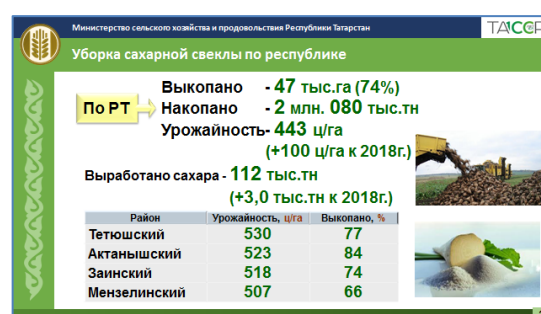 Министерство сельского хозяйства и продовольствия Республики Татарстан
Уборка сахарной свеклы по республике
Выкопано - 47 тыс.га (74%)
По РТ Накопано - 2 млн. 080 тыс.тн
Урожайность- 443 ц/га
(+100 ц/га к 2018г.)
Выработано сахара - 112 тыс.тн
(+3,0 тыс.тн к 2018г.)
Район Урожайность, ц/га Выкопано, %
Тетюшский 530 77
Актанышский 523 84
Заинский 518 74
Мензелинский 507 66